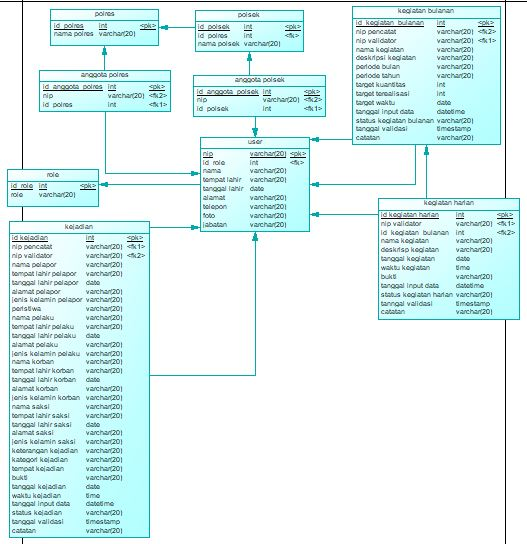 polres
id polres int <pk>
nama polres varchar(20)
polsek
id polsek int <pk>
id polres int <fk>
nama polsek varchar(20)
kegiatan bulanan
id kegiatan bulanan int <pk>
nip pencatat varchar(20) <fk2>
nip validator varchar(20) <fk1>
nama kegiatan varchar(20)
deskripsi kegiatan varchar(20)
periode bulan varchar(20)
periode tahun varchar(20)
target kuantitas int
target terealisasi int
target waktu date
tanggal input data datetime
status kegiatan bulanan varchar(20)
tanggal validasi timestamp
catatan varchar(20)
anggota polres
id anggota polres int <pk>
nip varchar(20) <fk2>
id polres int <fk1>
anggota polsek
id anggota polsek int <pk>
nip varchar(20) <fk2>
id polsek int <fk1>
user
nip varchar(20) <pk>
id role int <fk>
nama varchar(20)
tempat lahir varchar(20)
tanggal lahir date
alamat varchar(20)
telepon varchar(20)
foto varchar(20)
jabatan varchar(20)
role
id role int <pk>
role varchar(20)
kegiatan harian
id kegiatan harian int <pk>
nip validator varchar(20) <fk1>
id kegiatan bulanan int <fk2>
nama kegiatan varchar(20)
deskrisp kegiatan varchar(20)
tanggal kegiatan date
waktu kegiatan time
bukti varchar(20)
tanggal input data datetime
status kegiatan harian varchar(20)
tanngal validasi timestamp
catatan varchar(20)
kejadian
id kejadian int <pk>
nip pencatat varchar(20) <fk1>
nip validator varchar(20) <fk2>
nama pelapor varchar(20)
tempat lahir pelapor varchar(20)
tanggal lahir pelapor date
alamat pelapor varchar(20)
jenis kelamin pelapor varchar(20)
peristiwa varchar(20)
nama pelaku varchar(20)
tempat lahir pelaku varchar(20)
tanggal lahir pelaku date
alamat pelaku varchar(20)
jenis kelamin pelaku varchar(20)
nama korban varchar(20)
tempat lahir korban varchar(20)
tanggal lahir korban date
alamat korban varchar(20)
jenis kelamin korban varchar(20)
nama saksi varchar(20)
tempat lahir saksi varchar(20)
tanggal lahir saksi date
alamat saksi varchar(20)
jenis kelamin saksi varchar(20)
keterangan kejadian varchar(20)
kategori kejadian varchar(20)
tempat kejadian varchar(20)
bukti varchar(20)
tanggal kejadian date
waktu kejadian time
tanggal input data datetime
status kejadian varchar(20)
tanggal validasi timestamp
catatan varchar(20)